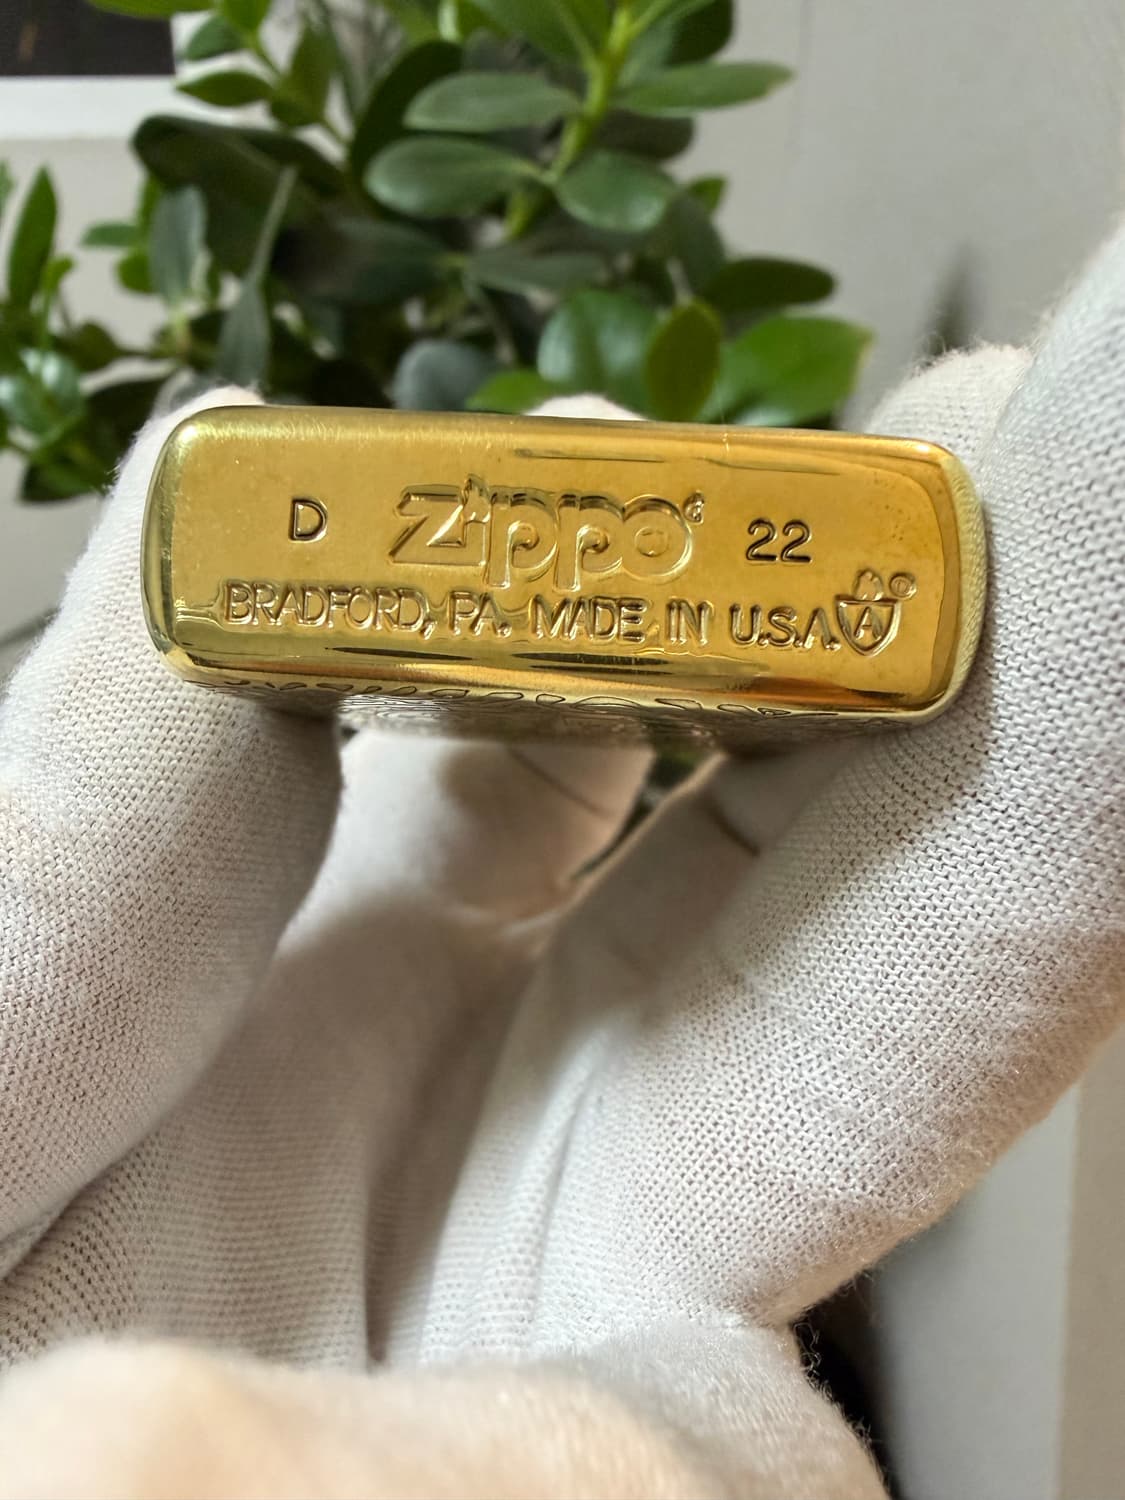 D Zippo® 22
BRADFORD, PA. MADE IN U.S.A. A ®